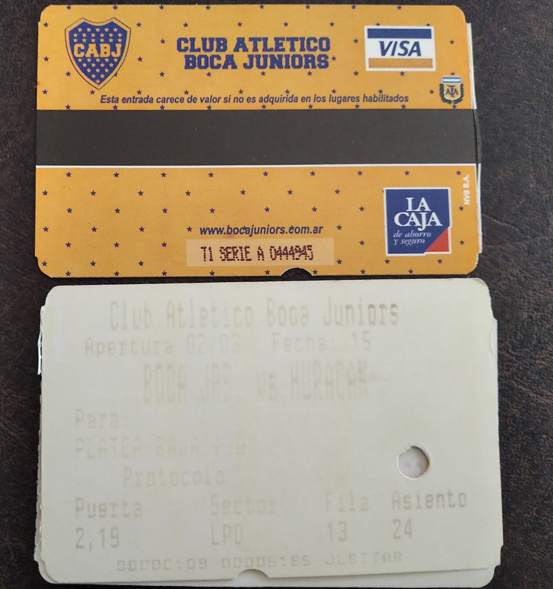 CABJ
CLUB ATLETICO
BOCA JUNIORS
VISA
Esta entrada carece de valor si no es adquirida en los lugares habilitados
www.bocajuniors.com.ar
T1 SERIE A 0444945
LA
CAJA
de ahorro
y seguro
Club Atletico Boca Juniors
Apertura 02/03 Fecha: 15
BOCA JRS. vs HURACAN
Para:
PLATEA BAJA
Protocolo
Puerta Sector Fila Asiento
2,19 LPD 13 24